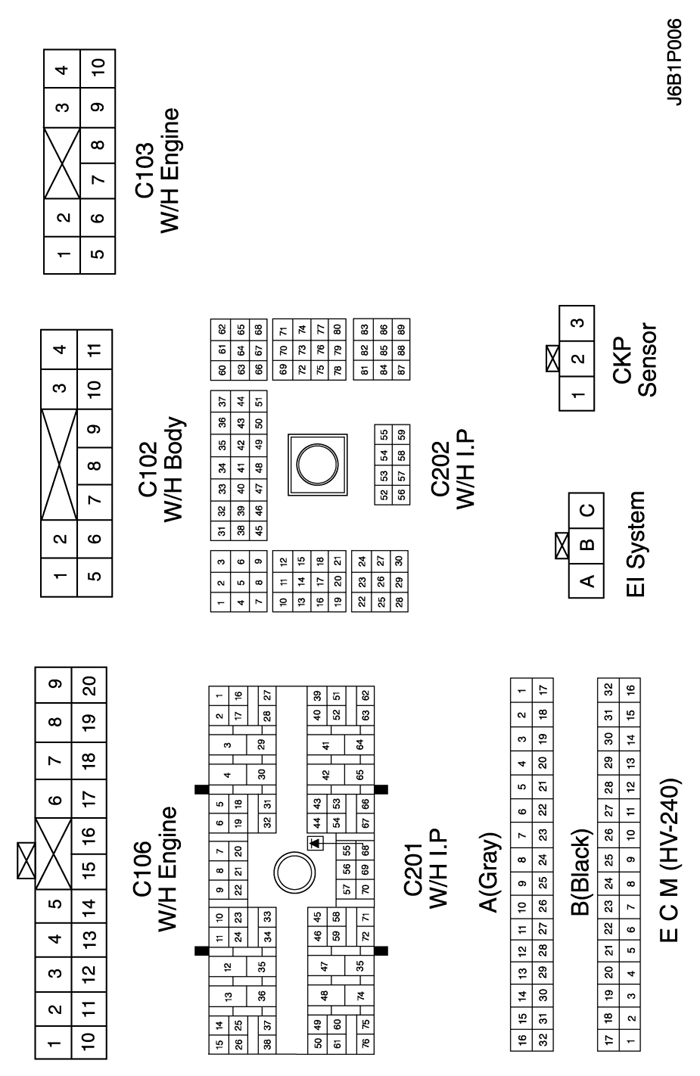 1 2 3 4 5 6 7 8 9
10 11 12 13 14 15 16 17 18 19 20
C106
W/H Engine
1 2 3 4
5 6 7 8 9 10 11
C102
W/H Body
1 2 3 4
5 6 7 8 9 10
C103
W/H Engine
15 14 13 12 11 10 9 8 7 6 5 4 3 2 1
26 25 24 23 22 21 20 19 18 17 16
38 37 36 35 34 33 32 31 30 29 28 27
50 49 48 47 46 45 44 43 42 41 40 39
61 60 59 58 57 56 55 54 53 52 51
76 75 74 35 72 71 70 69 68 67 66 65 64 63 62
C201
W/H I.P
1 2 3
4 5 6
7 8 9
10 11 12
13 14 15
16 17 18
19 20 21
22 23 24
25 26 27
28 29 30
31 32 33 34 35 36 37
38 39 40 41 42 43 44
45 46 47 48 49 50 51
52 53 54 55
56 57 58 59
60 61 62
63 64 65
66 67 68
69 70 71
72 73 74
75 76 77
78 79 80
81 82 83
84 85 86
87 88 89
C202
W/H I.P
A(Gray)
16 15 14 13 12 11 10 9 8 7 6 5 4 3 2 1
32 31 30 29 28 27 26 25 24 23 22 21 20 19 18 17
B(Black)
17 18 19 20 21 22 23 24 25 26 27 28 29 30 31 32
1 2 3 4 5 6 7 8 9 10 11 12 13 14 15 16
E C M (HV-240)
A B C
EI System
1 2 3
CKP
Sensor
J6B1P006